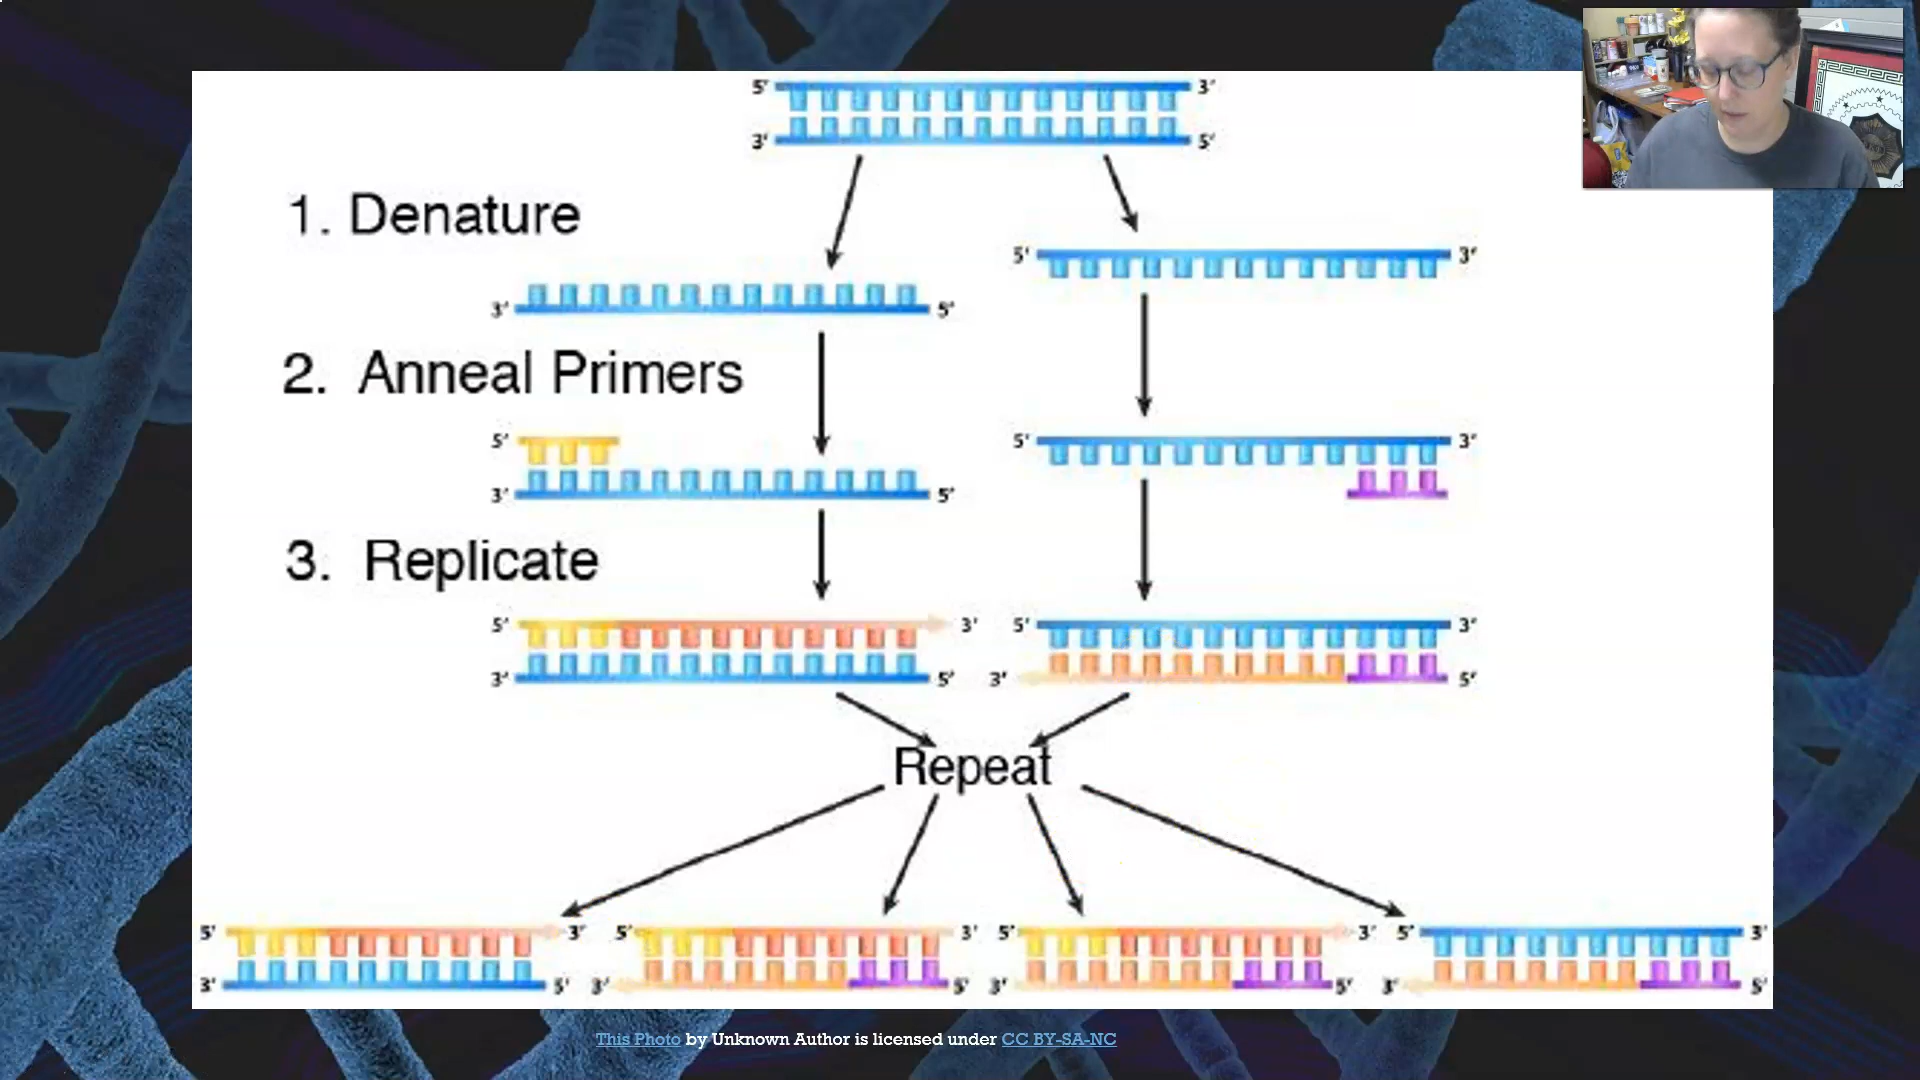 5' 3'
3' 5'
1. Denature
5' 3'
3' 5'
2. Anneal Primers
5' 5' 3'
3' 5'
3. Replicate
5' 3' 5' 3'
3' 5' 3' 5'
Repeat
5' 3' 5' 3' 5' 3' 5' 3'
3' 5' 3' 5' 3' 5' 3' 5'
This Photo by Unknown Author is licensed under CC BY-SA-NC